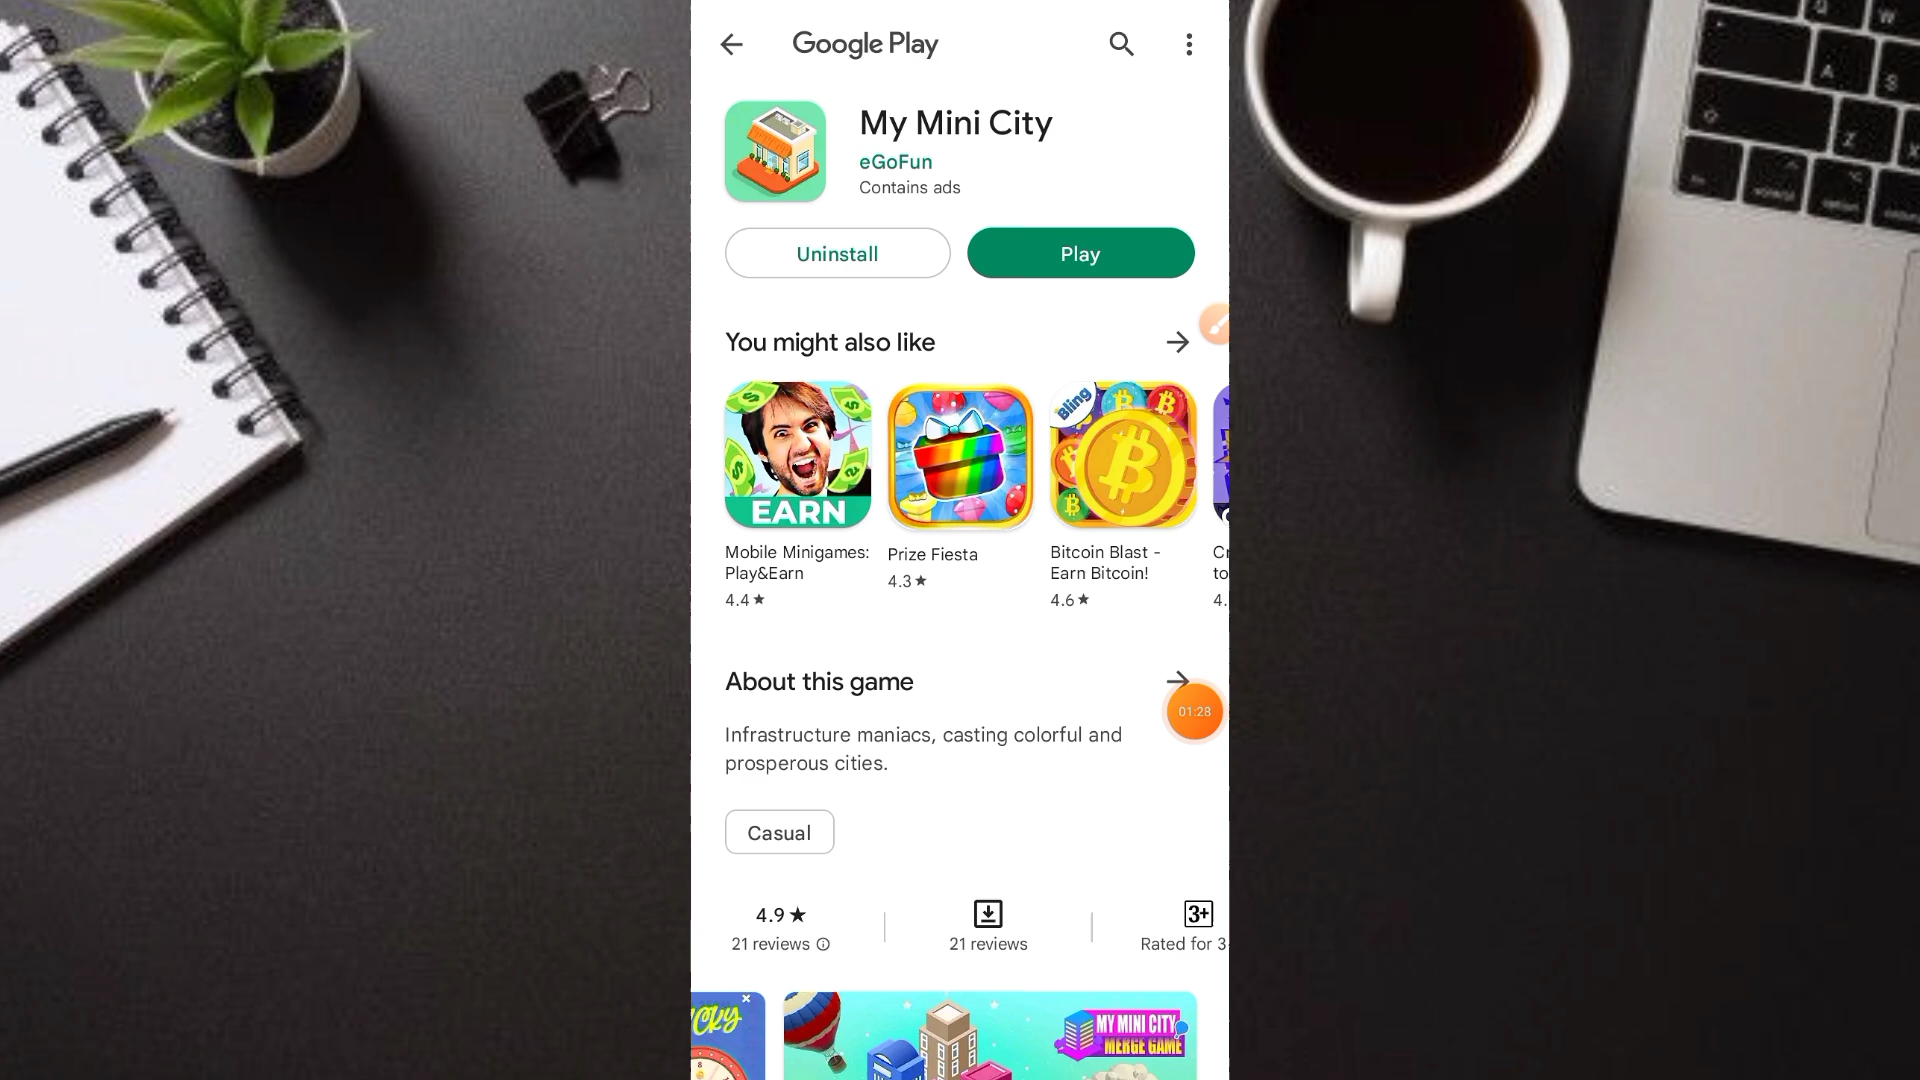 Google Play
My Mini City
eGoFun
Contains ads
Uninstall
Play
You might also like
Bling
EARN
Mobile Minigames:
Play&Earn
4.4★
Prize Fiesta
4.3★
Bitcoin Blast -
Earn Bitcoin!
4.6★
Cr
to
4.
About this game
01:28
Infrastructure maniacs, casting colorful and
prosperous cities.
Casual
4.9★
21 reviews
21 reviews
3+
Rated for 3
MY MINI CITY
MERGE GAME
A
S
Z